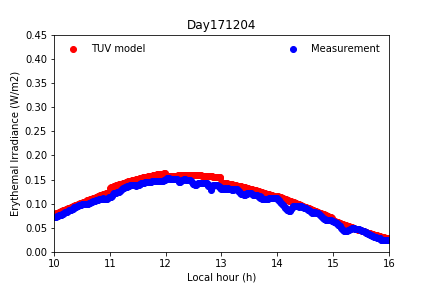 Day171204
TUV model
Measurement
0.45
0.40
0.35
0.30
0.25
0.20
0.15
0.10
0.05
0.00
Erythemal Irradiance (W/m2)
10 11 12 13 14 15 16
Local hour (h)